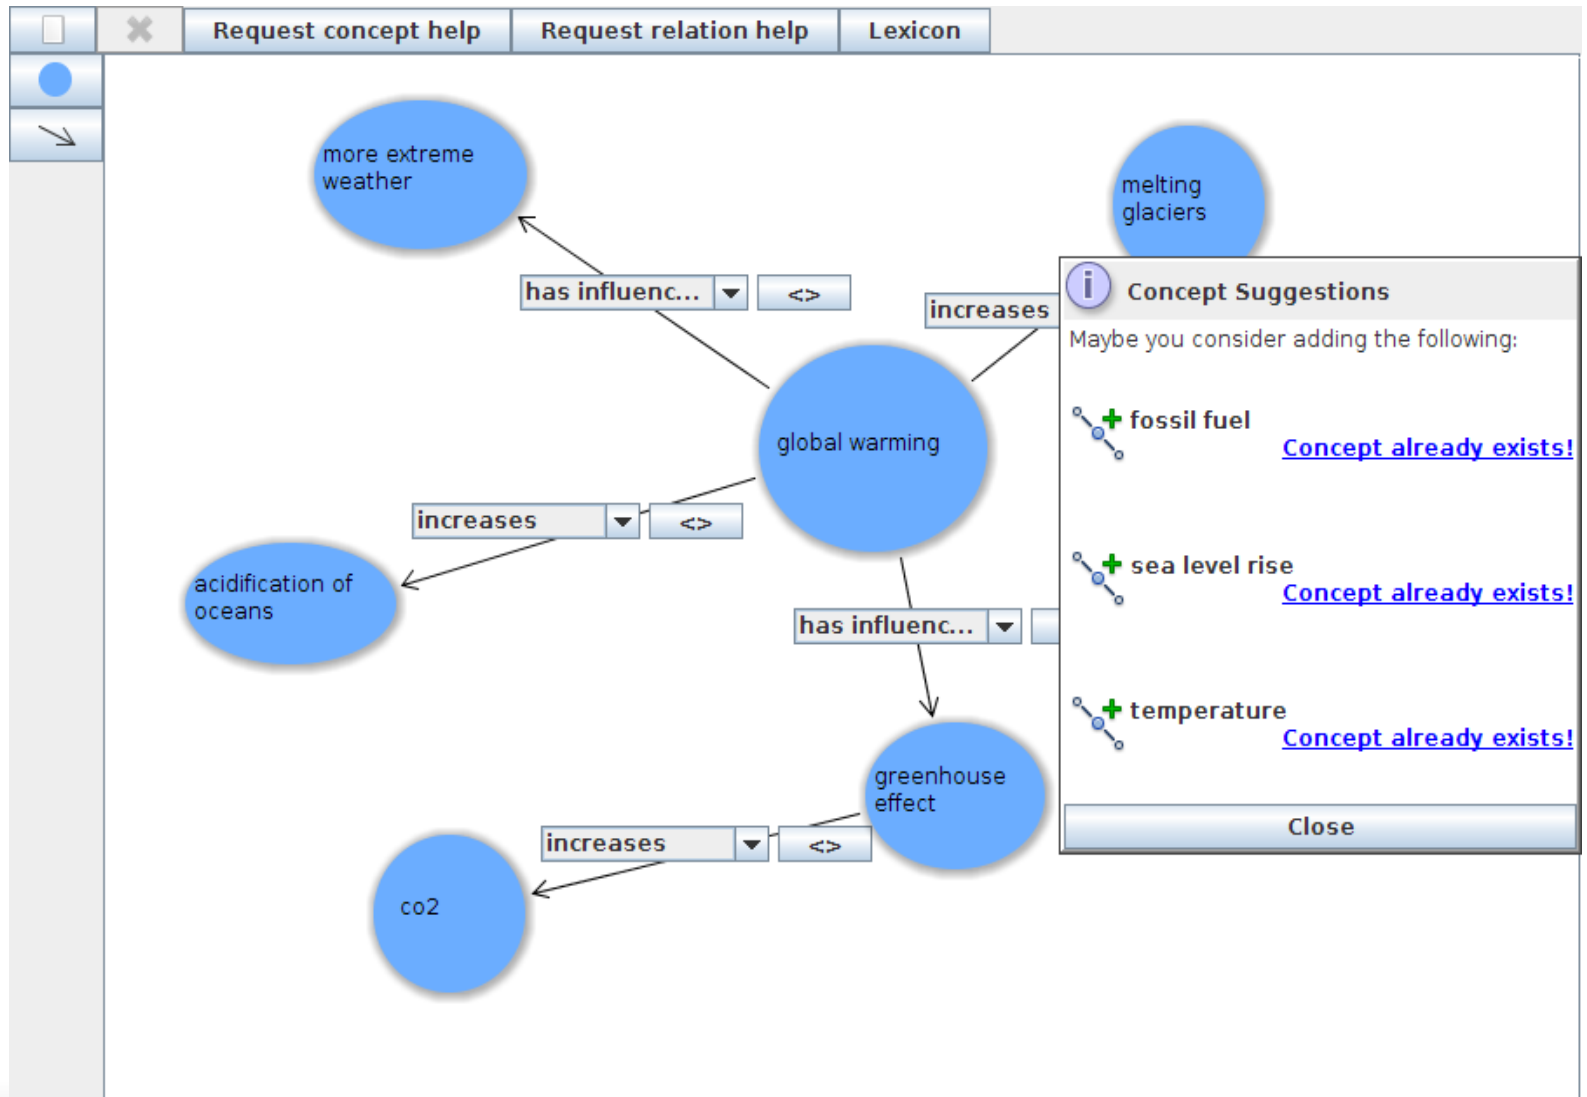 Request concept help
Request relation help
Lexicon
more extreme
weather
melting
glaciers
has influenc...
<>
increases
global warming
increases
<>
acidification of
oceans
has influenc...
greenhouse
effect
increases
<>
co2
i
Concept Suggestions
Maybe you consider adding the following:
fossil fuel
Concept already exists!
sea level rise
Concept already exists!
temperature
Concept already exists!
Close